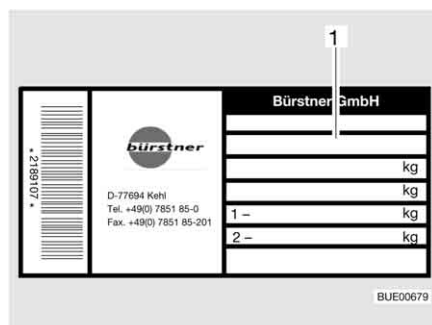 1
Bürstner GmbH
* 2189107 *
bürstner
D-77694 Kehl
Tel. +49(0) 7851 85-0
Fax. +49(0) 7851 85-201
kg
kg
1 – kg
2 – kg
BUE00679